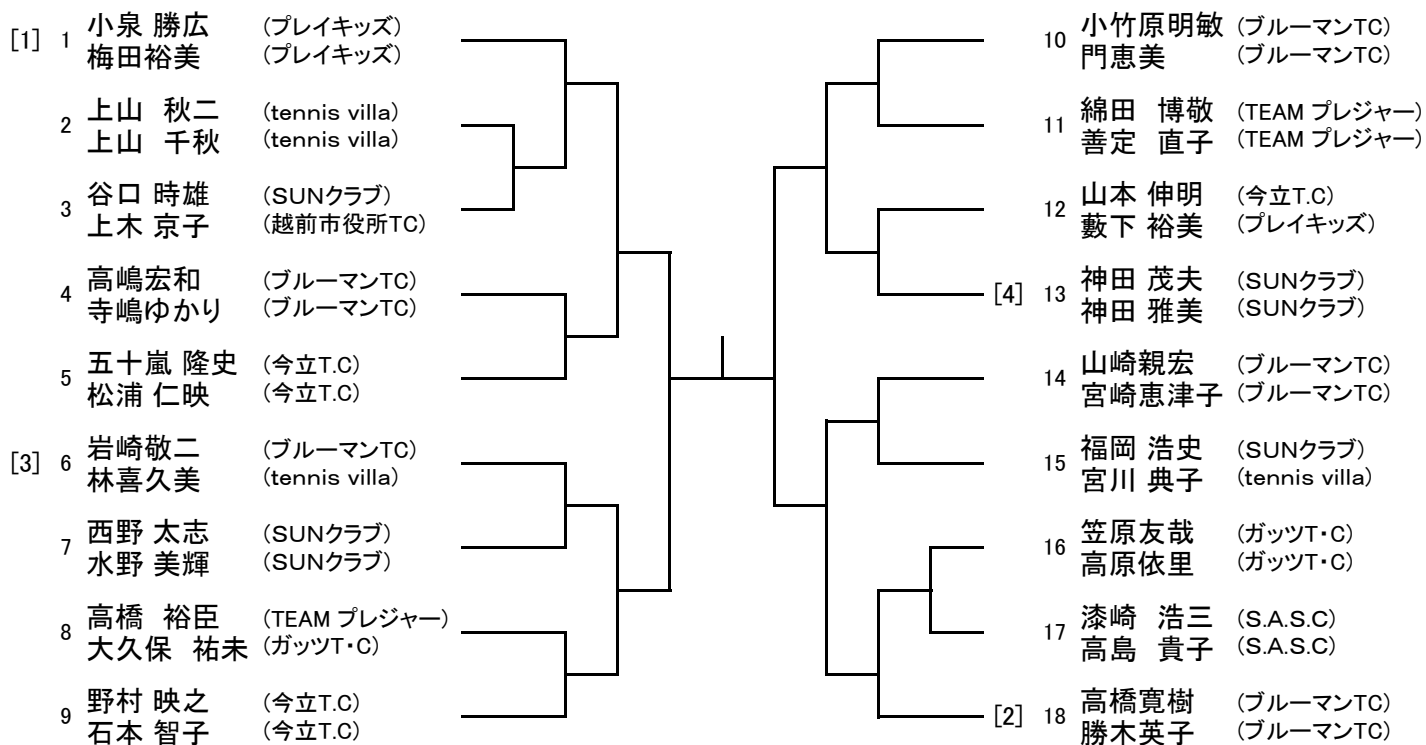 [1] 1 小泉 勝広 (プレイキッズ)
梅田裕美 (プレイキッズ)
2 上山 秋二 (tennis villa)
上山 千秋 (tennis villa)
3 谷口 時雄 (SUNクラブ)
上木 京子 (越前市役所TC)
4 高嶋宏和 (ブルーマンTC)
寺嶋ゆかり (ブルーマンTC)
5 五十嵐 隆史 (今立T.C)
松浦 仁映 (今立T.C)
[3] 6 岩崎敬二 (ブルーマンTC)
林喜久美 (tennis villa)
7 西野 太志 (SUNクラブ)
水野 美輝 (SUNクラブ)
8 高橋 裕臣 (TEAM プレジャー)
大久保 祐未 (ガッツT・C)
9 野村 映之 (今立T.C)
石本 智子 (今立T.C)
10 小竹原明敏 (ブルーマンTC)
門恵美 (ブルーマンTC)
11 綿田 博敬 (TEAM プレジャー)
善定 直子 (TEAM プレジャー)
12 山本 伸明 (今立T.C)
藪下 裕美 (プレイキッズ)
[4] 13 神田 茂夫 (SUNクラブ)
神田 雅美 (SUNクラブ)
14 山崎親宏 (ブルーマンTC)
宮崎恵津子 (ブルーマンTC)
15 福岡 浩史 (SUNクラブ)
宮川 典子 (tennis villa)
16 笠原友哉 (ガッツT・C)
高原依里 (ガッツT・C)
17 漆崎 浩三 (S.A.S.C)
高島 貴子 (S.A.S.C)
[2] 18 高橋寛樹 (ブルーマンTC)
勝木英子 (ブルーマンTC)